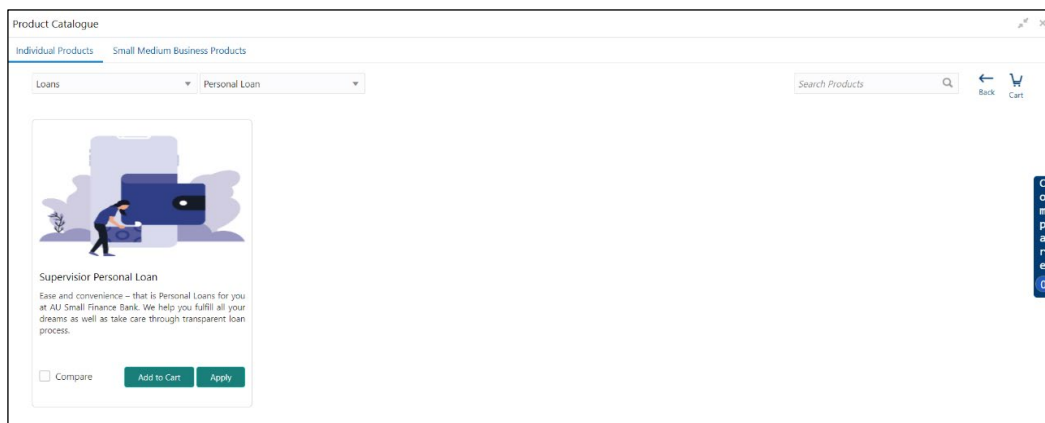 Product Catalogue
Individual Products Small Medium Business Products
Loans Personal Loan Search Products
Back Cart
Supervisior Personal Loan
Ease and convenience – that is Personal Loans for you
at AU Small Finance Bank. We help you fulfill all your
dreams as well as take care through transparent loan
process.
Compare Add to Cart Apply
Compare
0